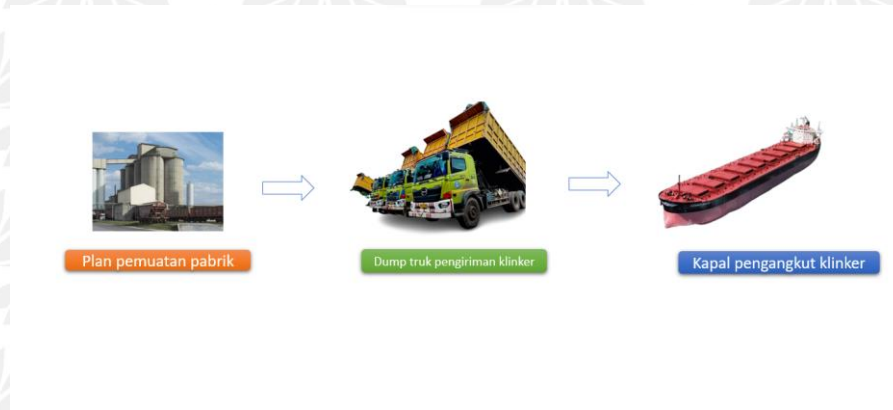 Plan pemuatan pabrik
Dump truk pengiriman klinker
Kapal pengangkut klinker